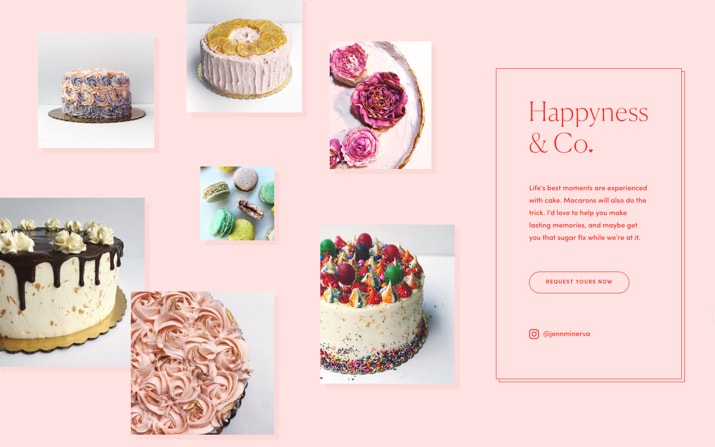 Happyness
& Co.
Life's best moments are experienced
with cake. Macarons will also do the
trick. I'd love to help you make
lasting memories, and maybe get
you that sugar fix while we're at it.
REQUEST YOURS NOW
@jennminerva